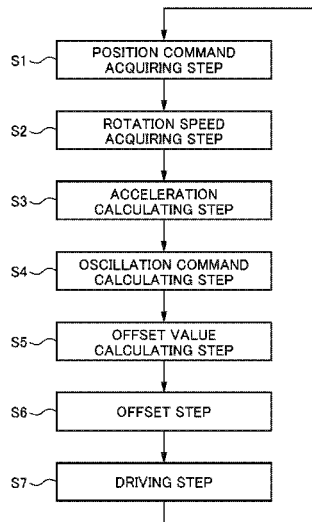 S1
POSITION COMMAND
ACQUIRING STEP
S2
ROTATION SPEED
ACQUIRING STEP
S3
ACCELERATION
CALCULATING STEP
S4
OSCILLATION COMMAND
CALCULATING STEP
S5
OFFSET VALUE
CALCULATING STEP
S6
OFFSET STEP
S7
DRIVING STEP